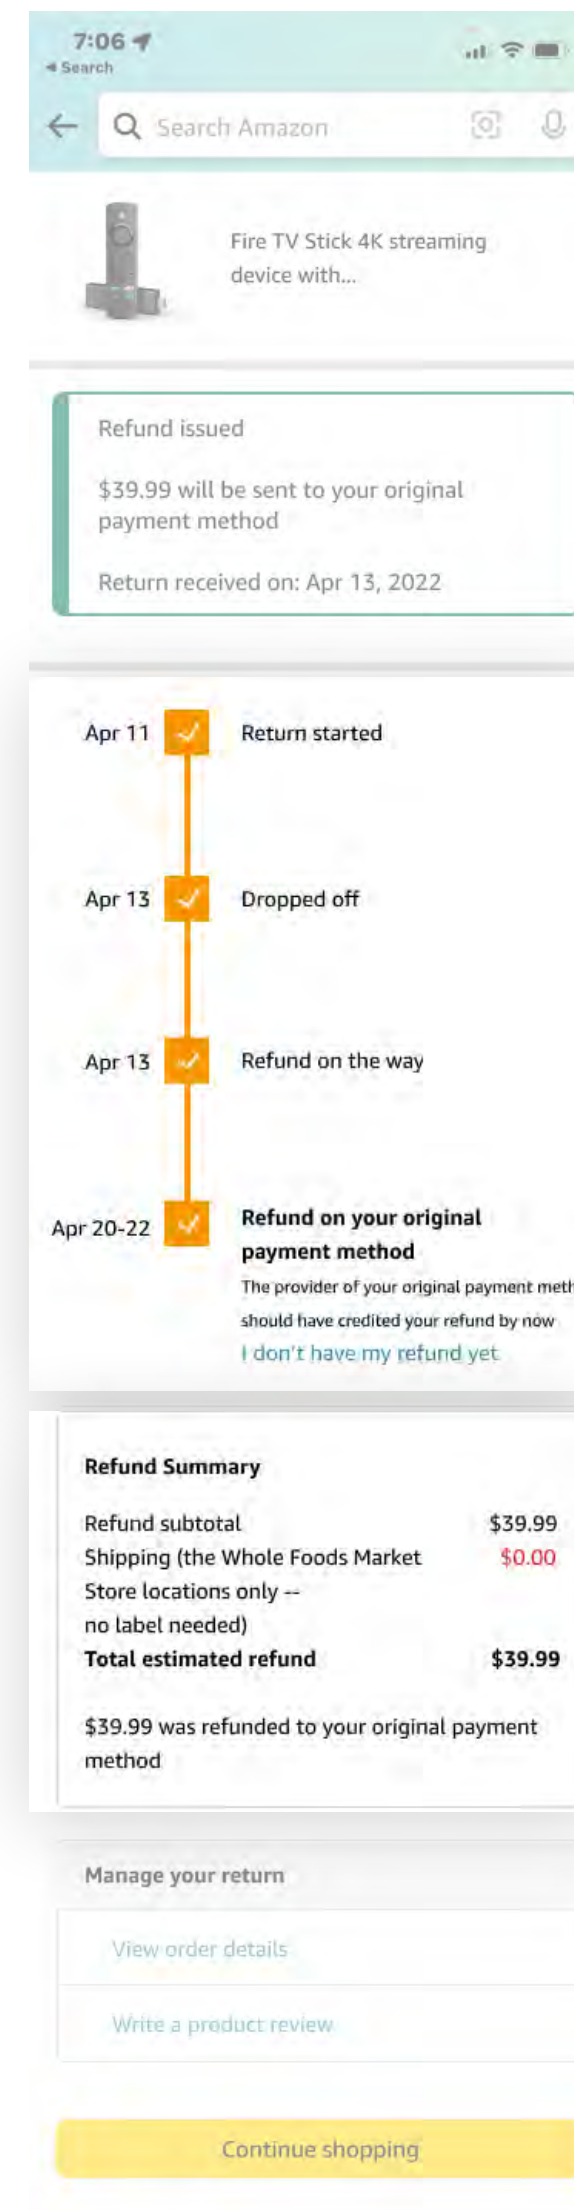 7:06
Search
Search Amazon
Fire TV Stick 4K streaming
device with...
Refund issued
$39.99 will be sent to your original
payment method
Return received on: Apr 13, 2022
Apr 11 Return started
Apr 13 Dropped off
Apr 13 Refund on the way
Apr 20-22 Refund on your original
payment method
The provider of your original payment meth
should have credited your refund by now
I don't have my refund yet
Refund Summary
Refund subtotal $39.99
Shipping (the Whole Foods Market $0.00
Store locations only --
no label needed)
Total estimated refund $39.99
$39.99 was refunded to your original payment
method
Manage your return
View order details
Write a product review
Continue shopping